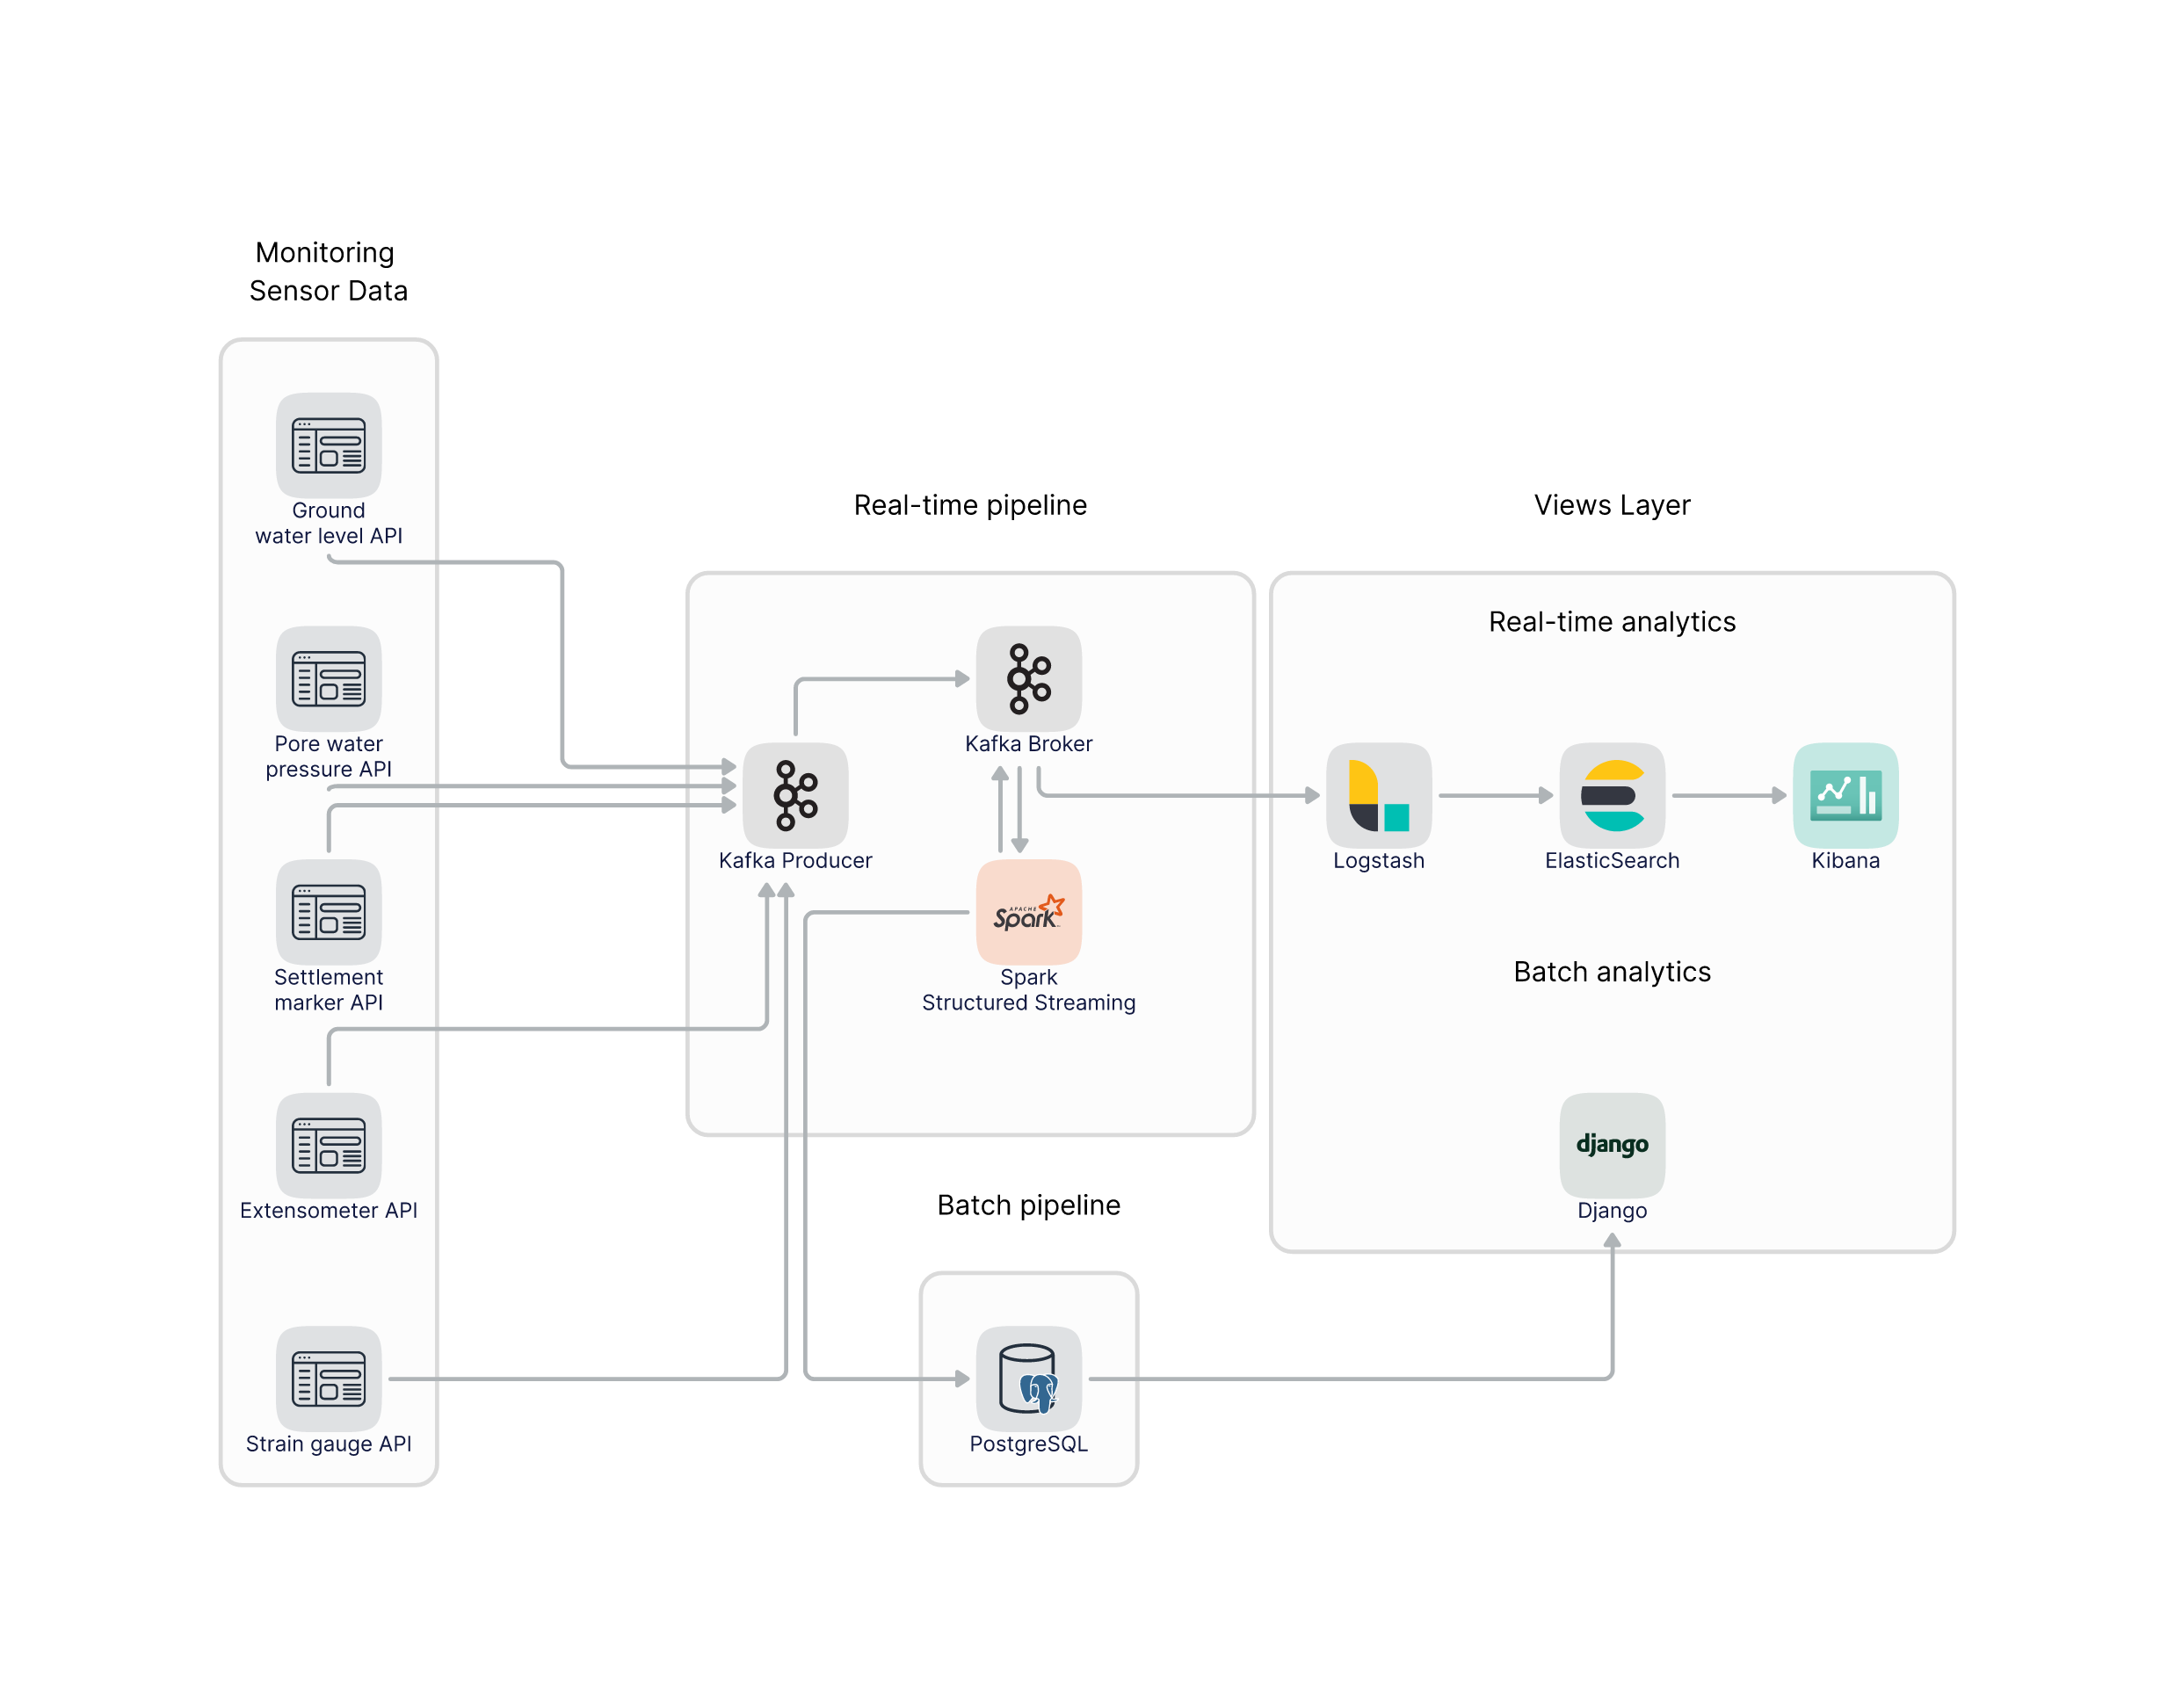 Monitoring
Sensor Data
Ground
water level API
Pore water
pressure API
Settlement
marker API
Extensometer API
Strain gauge API
Real-time pipeline
Kafka Producer
Kafka Broker
APACHE
Spark
Spark
Structured Streaming
Batch pipeline
PostgreSQL
Views Layer
Real-time analytics
Logstash
ElasticSearch
Kibana
Batch analytics
django
Django